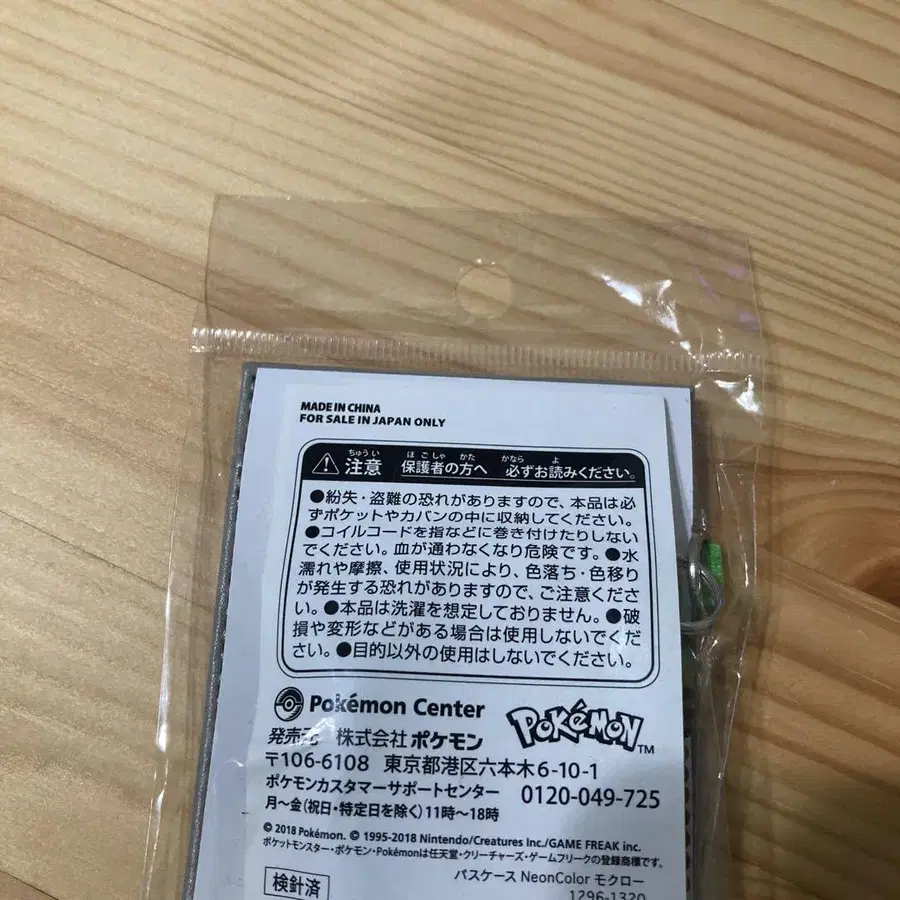 MADE IN CHINA
FOR SALE IN JAPAN ONLY
ちゅうい ほごしゃ かた かなら よ
注意 保護者の方へ 必ずお読みください。
●紛失・盗難の恐れがありますので、本品は必
ずポケットやカバンの中に収納してください。
●コイルコードを指などに巻き付けたりしない
でください。血が通わなくなり危険です。●水
濡れや摩擦、使用状況により、色落ち・色移り
が発生する恐れがありますので、ご注意くださ
い。●本品は洗濯を想定しておりません。●破
損や変形などがある場合は使用しないでくだ
さい。●目的以外の使用はしないでください。
Pokémon Center
POKéMON TM
発売元 株式会社 ポケモン
〒106-6108 東京都港区六本木6-10-1
ポケモンカスタマーサポートセンター 0120-049-725
月～金(祝日・特定日を除く)11時～18時
© 2018 Pokémon. © 1995-2018 Nintendo/Creatures Inc./GAME FREAK inc.
ポケットモンスター・ポケモン・Pokémonは任天堂・クリーチャーズ・ゲームフリークの登録商標です。
検針済
パスケース NeonColor モクロー
1296-1320